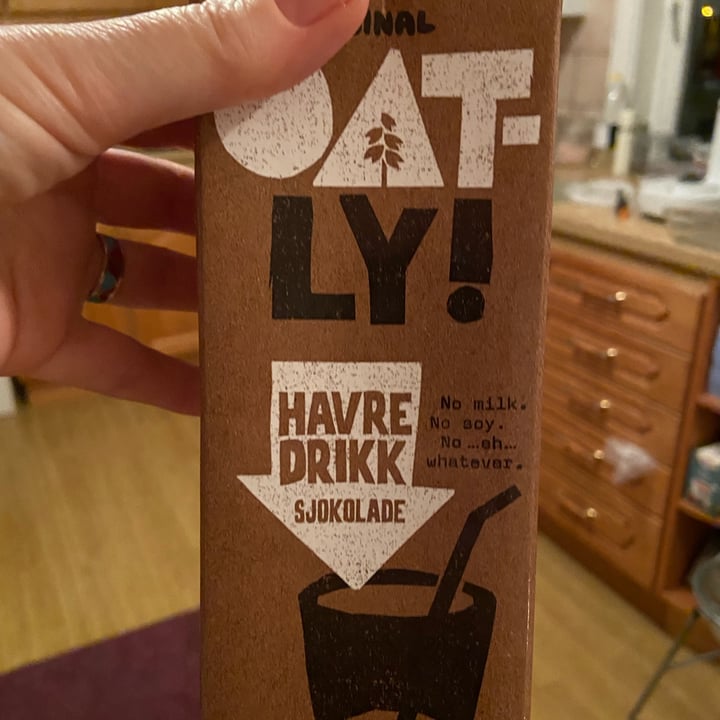 OAT-
LY!
HAVRE
DRIKK
SJOKOLADE
No milk.
No soy.
No ...eh...
whatever.